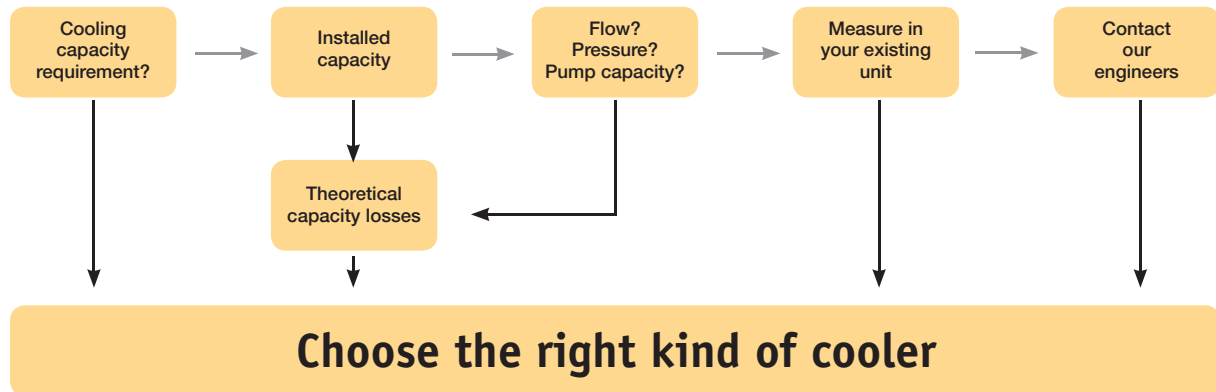 Cooling
capacity
requirement?
Installed
capacity
Flow?
Pressure?
Pump capacity?
Measure in
your existing
unit
Contact
our
engineers
Theoretical
capacity losses
Choose the right kind of cooler